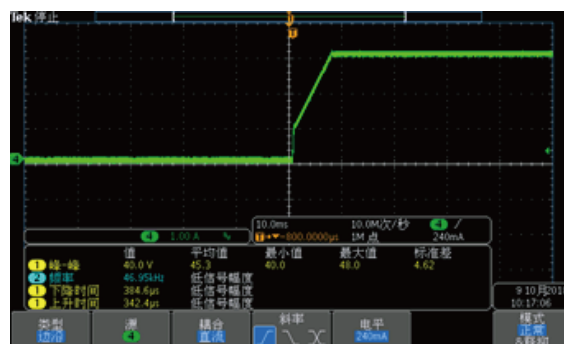 Tek 停止
4
4 1.00 A
10.0ms 10.0M次/秒 4
-800.0000µs 1M 点 240mA
值 平均值 最小值 最大值 标准差
1 峰-峰 40.0 V 45.3 40.0 48.0 4.62
2 频率 46.95kHz 低信号幅度
1 下降时间 384.6µs 低信号幅度
1 上升时间 342.4µs 低信号幅度
9 10月201
10:17:06
类型 源 耦合 斜率 电平 模式
边沿 4 直流 240mA 正常